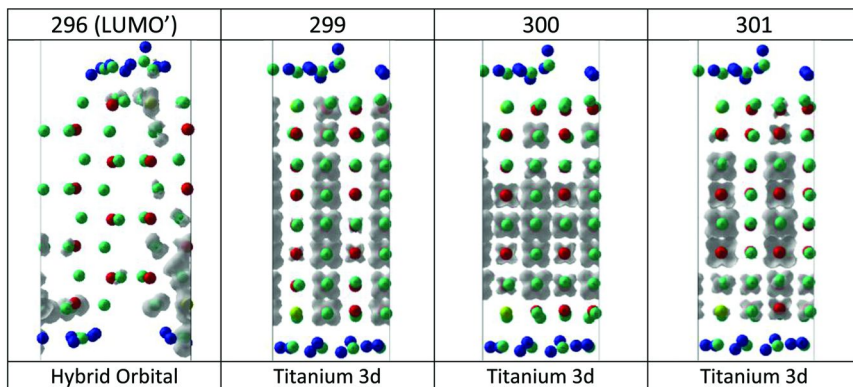 296 (LUMO’) 299 300 301
Hybrid Orbital Titanium 3d Titanium 3d Titanium 3d